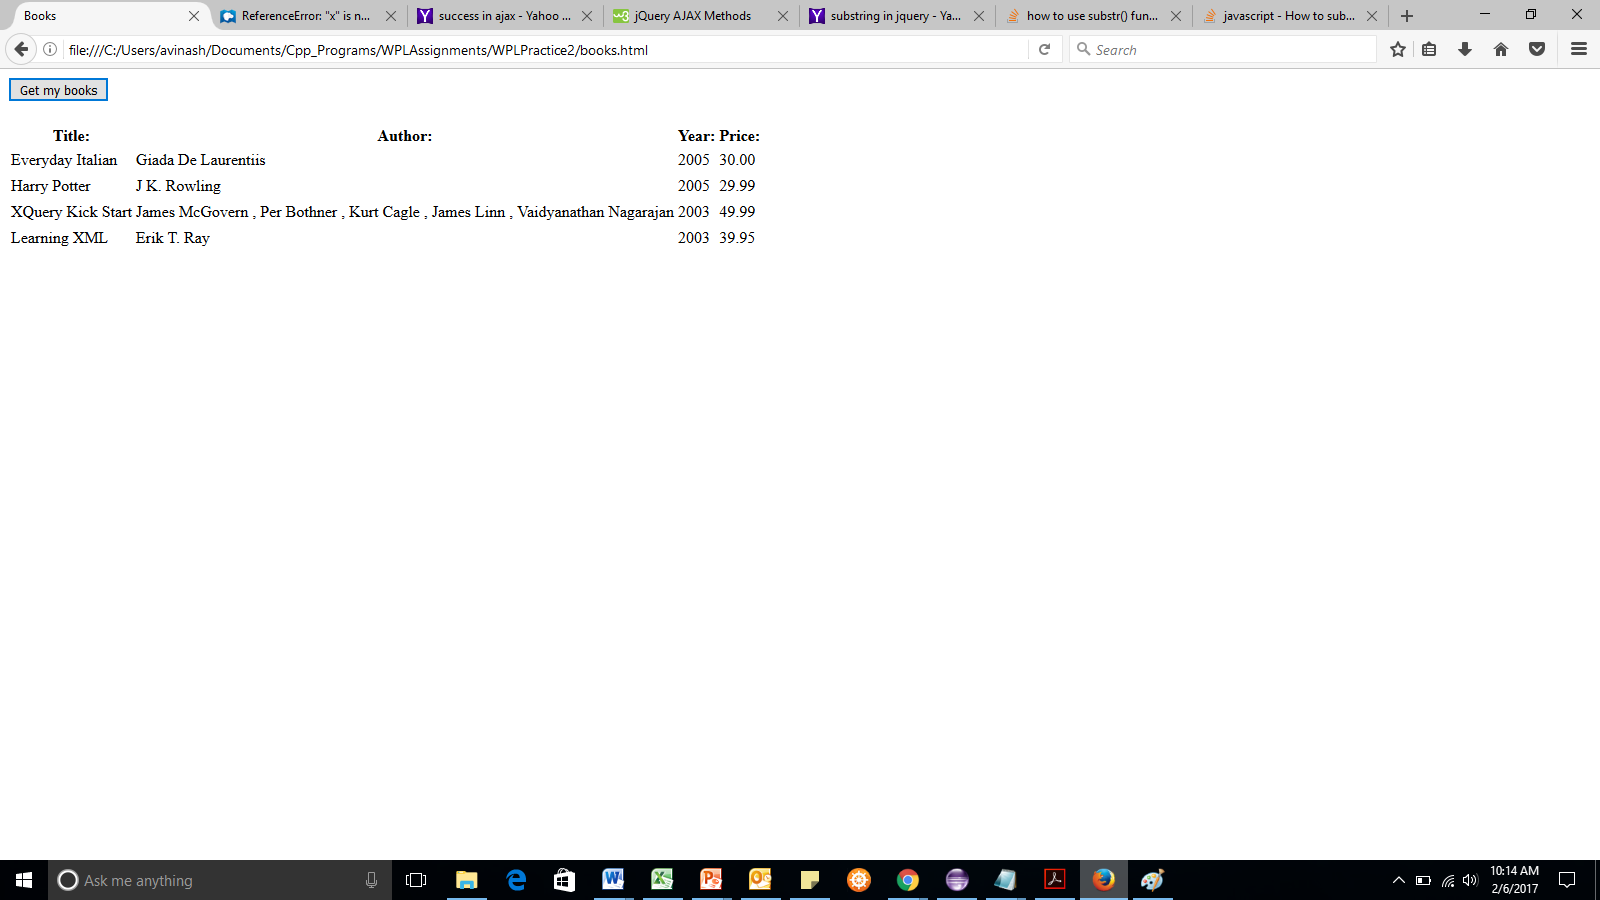 Books ReferenceError: "x" is n... success in ajax - Yahoo ... jQuery AJAX Methods substring in jquery - Ya... how to use substr() fun... javascript - How to sub...
file:///C:/Users/avinash/Documents/Cpp_Programs/WPLAssignments/WPLPractice2/books.html Search
Get my books
Title: Author: Year: Price:
Everyday Italian Giada De Laurentiis 2005 30.00
Harry Potter J K. Rowling 2005 29.99
XQuery Kick Start James McGovern , Per Bothner , Kurt Cagle , James Linn , Vaidyanathan Nagarajan 2003 49.99
Learning XML Erik T. Ray 2003 39.95
Ask me anything
10:14 AM
2/6/2017